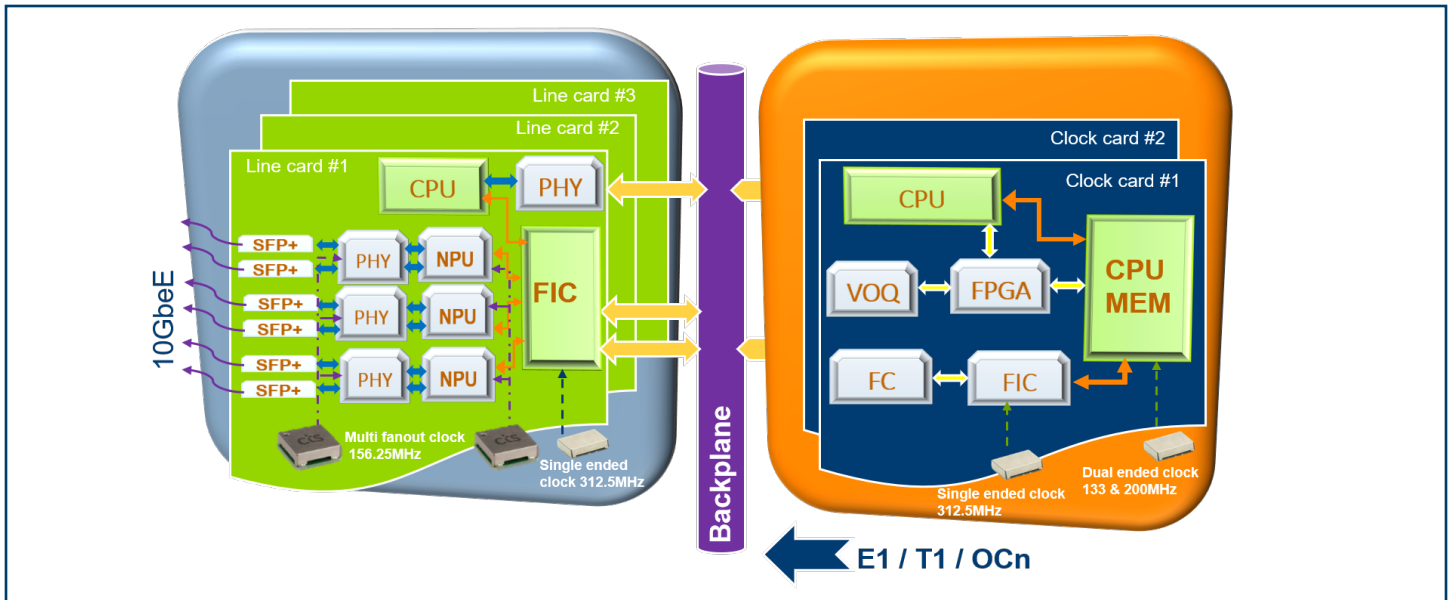 Line card #3
Line card #2
Line card #1
CPU
PHY
10GbeE
SFP+
SFP+
SFP+
SFP+
SFP+
SFP+
PHY
NPU
PHY
NPU
PHY
NPU
FIC
cts
Multi fanout clock
156.25MHz
cts
Single ended
clock 312.5MHz
Backplane
Clock card #2
Clock card #1
CPU
VOQ
FPGA
CPU
MEM
FC
FIC
Single ended clock
312.5MHz
Dual ended clock
133 & 200MHz
E1 / T1 / OCn